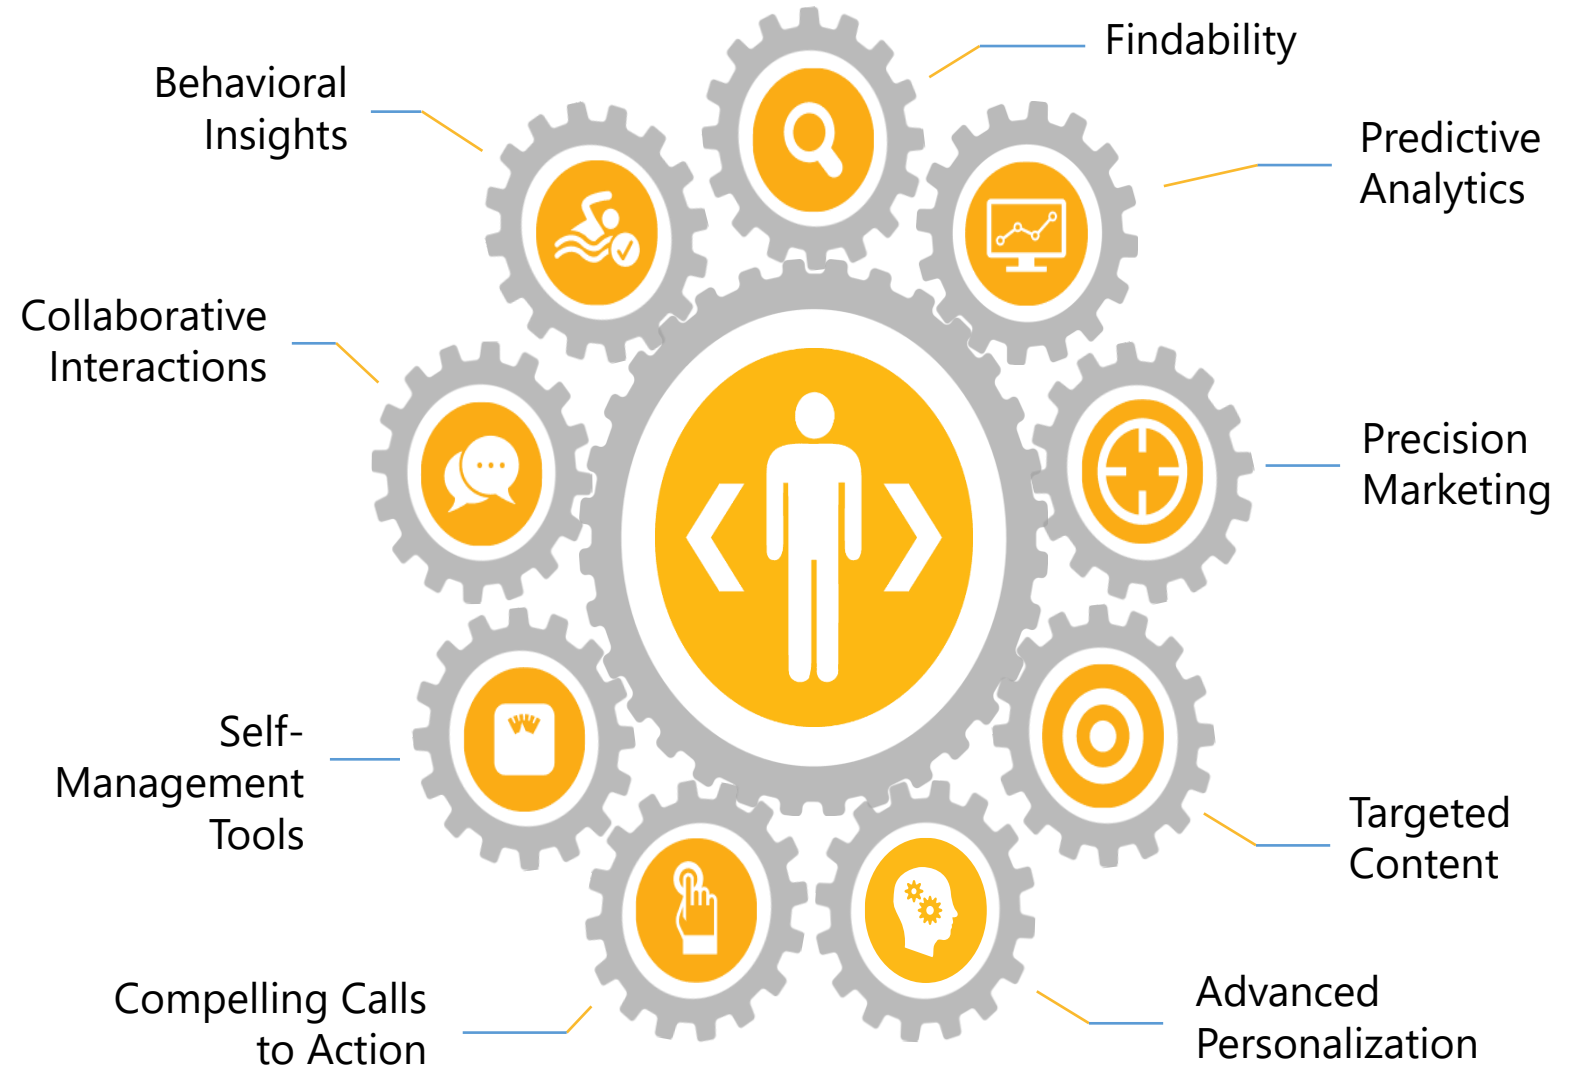 Findability
Predictive
Analytics
Precision
Marketing
Targeted
Content
Advanced
Personalization
Compelling Calls
to Action
Self-
Management
Tools
Collaborative
Interactions
Behavioral
Insights